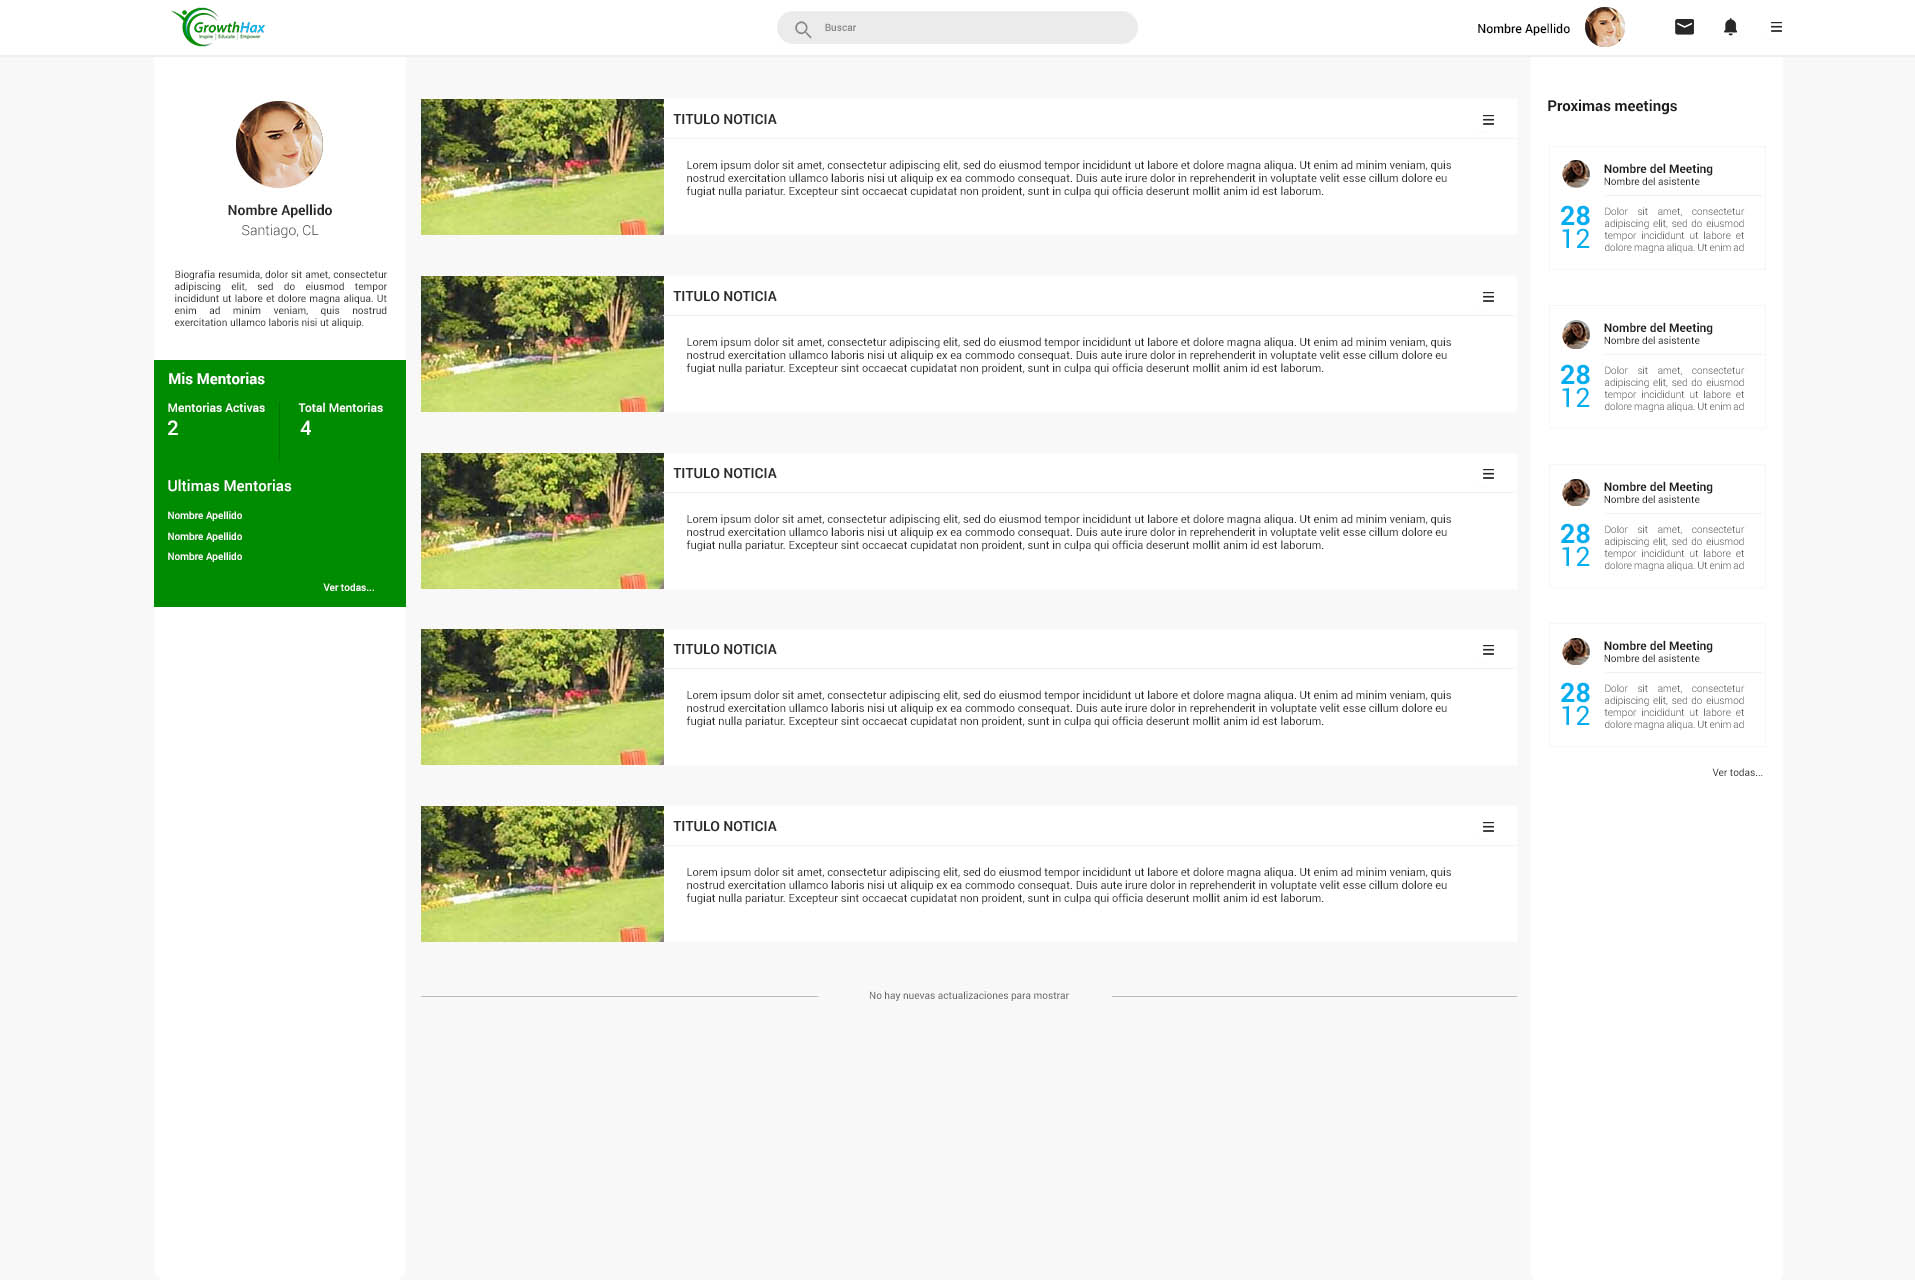 GrowthHax
Inspire | Educate | Empower
Buscar
Nombre Apellido
Nombre Apellido
Santiago, CL
Biografia resumida, dolor sit amet, consectetur
adipiscing elit, sed do eiusmod tempor
incididunt ut labore et dolore magna aliqua. Ut
enim ad minim veniam, quis nostrud
exercitation ullamco laboris nisi ut aliquip.
Mis Mentorias
Mentorias Activas
2
Total Mentorias
4
Ultimas Mentorias
Nombre Apellido
Nombre Apellido
Nombre Apellido
Ver todas...
TITULO NOTICIA
Lorem ipsum dolor sit amet, consectetur adipiscing elit, sed do eiusmod tempor incididunt ut labore et dolore magna aliqua. Ut enim ad minim veniam, quis
nostrud exercitation ullamco laboris nisi ut aliquip ex ea commodo consequat. Duis aute irure dolor in reprehenderit in voluptate velit esse cillum dolore eu
fugiat nulla pariatur. Excepteur sint occaecat cupidatat non proident, sunt in culpa qui officia deserunt mollit anim id est laborum.
TITULO NOTICIA
Lorem ipsum dolor sit amet, consectetur adipiscing elit, sed do eiusmod tempor incididunt ut labore et dolore magna aliqua. Ut enim ad minim veniam, quis
nostrud exercitation ullamco laboris nisi ut aliquip ex ea commodo consequat. Duis aute irure dolor in reprehenderit in voluptate velit esse cillum dolore eu
fugiat nulla pariatur. Excepteur sint occaecat cupidatat non proident, sunt in culpa qui officia deserunt mollit anim id est laborum.
TITULO NOTICIA
Lorem ipsum dolor sit amet, consectetur adipiscing elit, sed do eiusmod tempor incididunt ut labore et dolore magna aliqua. Ut enim ad minim veniam, quis
nostrud exercitation ullamco laboris nisi ut aliquip ex ea commodo consequat. Duis aute irure dolor in reprehenderit in voluptate velit esse cillum dolore eu
fugiat nulla pariatur. Excepteur sint occaecat cupidatat non proident, sunt in culpa qui officia deserunt mollit anim id est laborum.
TITULO NOTICIA
Lorem ipsum dolor sit amet, consectetur adipiscing elit, sed do eiusmod tempor incididunt ut labore et dolore magna aliqua. Ut enim ad minim veniam, quis
nostrud exercitation ullamco laboris nisi ut aliquip ex ea commodo consequat. Duis aute irure dolor in reprehenderit in voluptate velit esse cillum dolore eu
fugiat nulla pariatur. Excepteur sint occaecat cupidatat non proident, sunt in culpa qui officia deserunt mollit anim id est laborum.
TITULO NOTICIA
Lorem ipsum dolor sit amet, consectetur adipiscing elit, sed do eiusmod tempor incididunt ut labore et dolore magna aliqua. Ut enim ad minim veniam, quis
nostrud exercitation ullamco laboris nisi ut aliquip ex ea commodo consequat. Duis aute irure dolor in reprehenderit in voluptate velit esse cillum dolore eu
fugiat nulla pariatur. Excepteur sint occaecat cupidatat non proident, sunt in culpa qui officia deserunt mollit anim id est laborum.
No hay nuevas actualizaciones para mostrar
Proximas meetings
Nombre del Meeting
Nombre del asistente
28
12
Dolor sit amet, consectetur
adipiscing elit, sed do eiusmod
tempor incididunt ut labore et
dolore magna aliqua. Ut enim ad
Nombre del Meeting
Nombre del asistente
28
12
Dolor sit amet, consectetur
adipiscing elit, sed do eiusmod
tempor incididunt ut labore et
dolore magna aliqua. Ut enim ad
Nombre del Meeting
Nombre del asistente
28
12
Dolor sit amet, consectetur
adipiscing elit, sed do eiusmod
tempor incididunt ut labore et
dolore magna aliqua. Ut enim ad
Nombre del Meeting
Nombre del asistente
28
12
Dolor sit amet, consectetur
adipiscing elit, sed do eiusmod
tempor incididunt ut labore et
dolore magna aliqua. Ut enim ad
Ver todas...